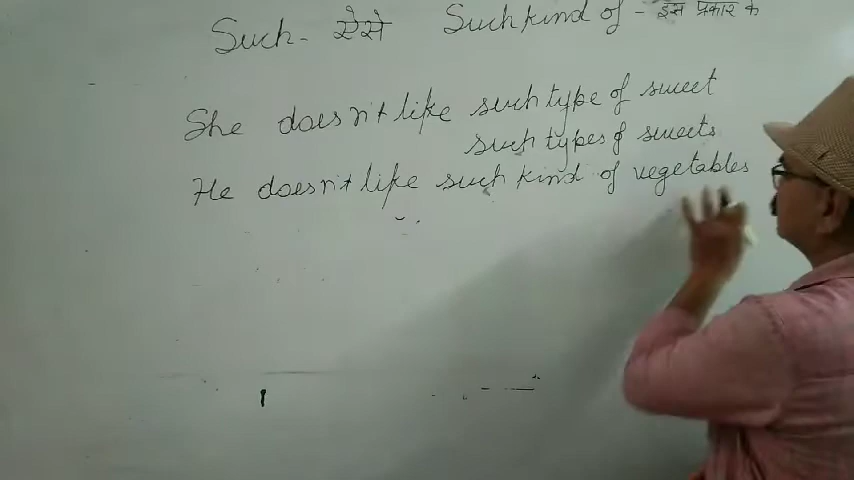 Such - ऐसे Such kind of - इस प्रकार के
She doesn't like such type of sweet
such types of sweets
He doesn't like such kind of vegetables